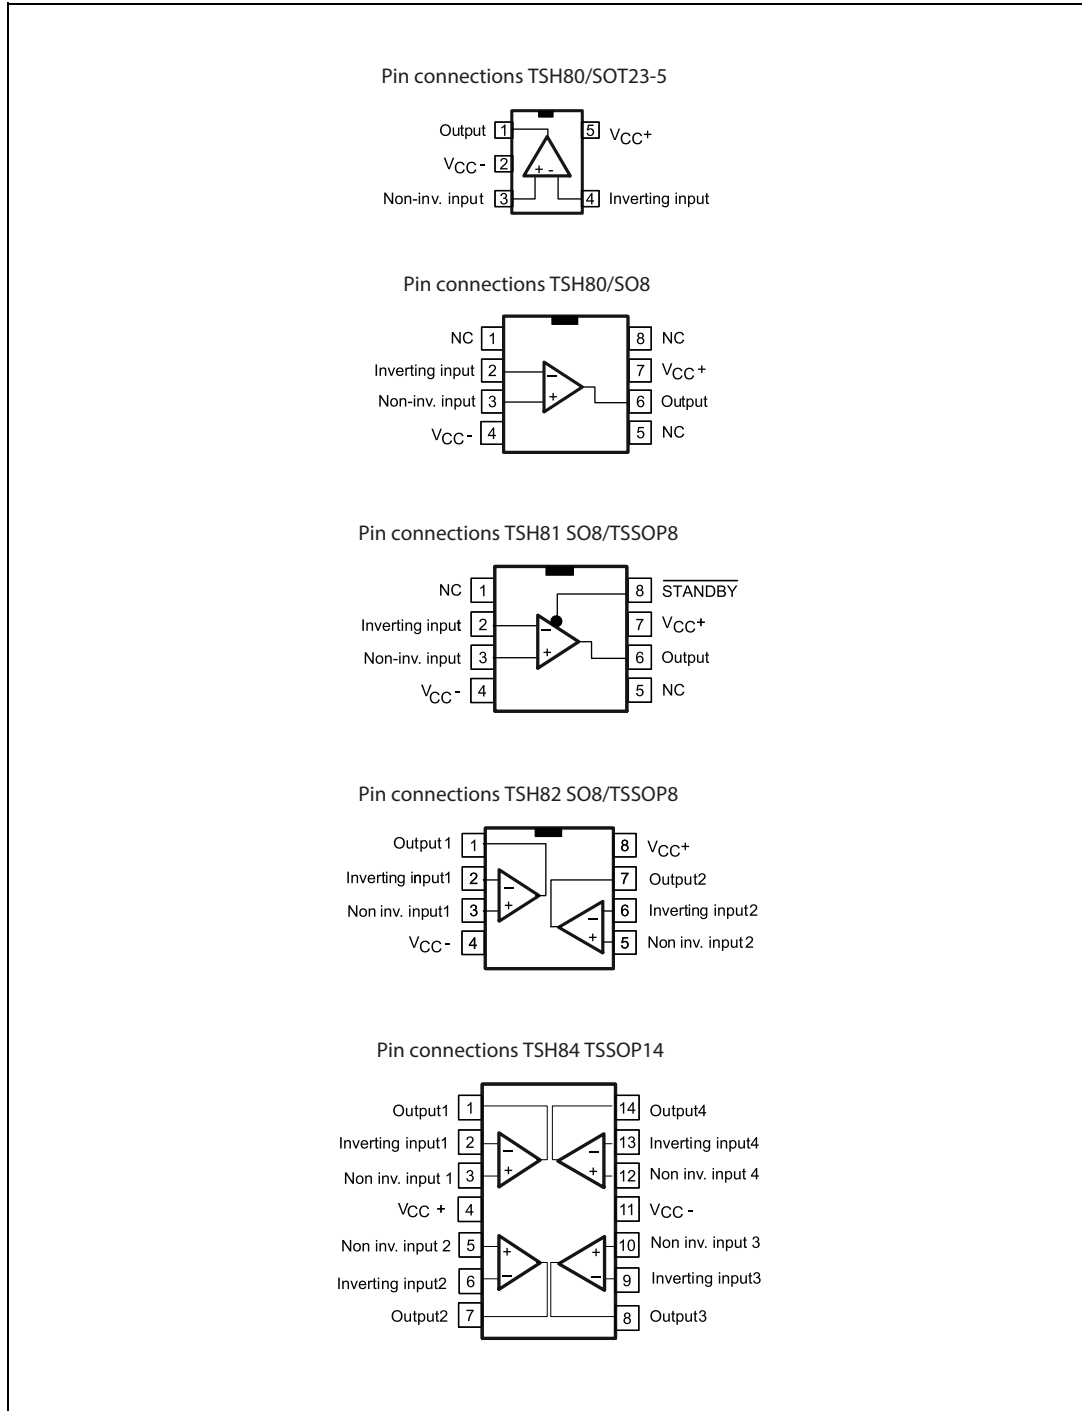 Pin connections TSH80/SOT23-5
Output 1 5 VCC+
VCC- 2
+ -
Non-inv. input 3 4 Inverting input
Pin connections TSH80/SO8
NC 1 8 NC
Inverting input 2 − 7 VCC+
Non-inv. input 3 + 6 Output
VCC- 4 5 NC
Pin connections TSH81 SO8/TSSOP8
NC 1 8 STANDBY
Inverting input 2 − 7 VCC+
Non-inv. input 3 + 6 Output
VCC- 4 5 NC
Pin connections TSH82 SO8/TSSOP8
Output1 1 8 VCC+
Inverting input1 2 − 7 Output2
Non inv. input1 3 + − 6 Inverting input2
VCC- 4 + 5 Non inv. input2
Pin connections TSH84 TSSOP14
Output1 1 14 Output4
Inverting input1 2 − − 13 Inverting input4
Non inv. input 1 3 + + 12 Non inv. input 4
VCC + 4 11 VCC -
Non inv. input 2 5 + + 10 Non inv. input 3
Inverting input2 6 − − 9 Inverting input3
Output2 7 8 Output3